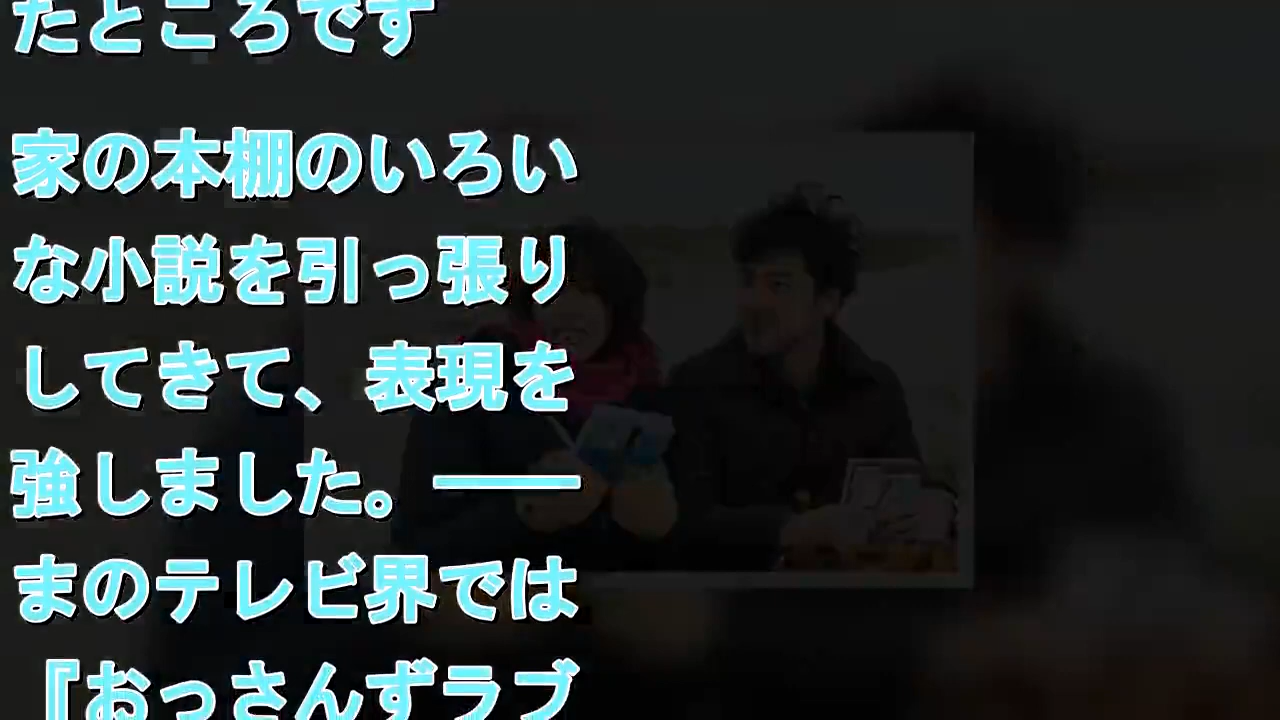 たところです
家の本棚のいろい
な小説を引っ張り
してきて、表現を
強しました。――
まのテレビ界では
『おっさんずラブ